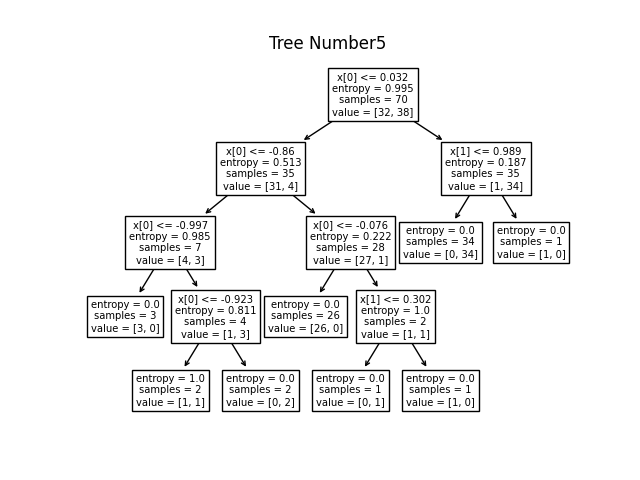 Tree Number5
x[0] <= 0.032
entropy = 0.995
samples = 70
value = [32, 38]
x[0] <= -0.86
entropy = 0.513
samples = 35
value = [31, 4]
x[1] <= 0.989
entropy = 0.187
samples = 35
value = [1, 34]
x[0] <= -0.997
entropy = 0.985
samples = 7
value = [4, 3]
x[0] <= -0.076
entropy = 0.222
samples = 28
value = [27, 1]
entropy = 0.0
samples = 34
value = [0, 34]
entropy = 0.0
samples = 1
value = [1, 0]
entropy = 0.0
samples = 3
value = [3, 0]
x[0] <= -0.923
entropy = 0.811
samples = 4
value = [1, 3]
entropy = 0.0
samples = 26
value = [26, 0]
x[1] <= 0.302
entropy = 1.0
samples = 2
value = [1, 1]
entropy = 1.0
samples = 2
value = [1, 1]
entropy = 0.0
samples = 2
value = [0, 2]
entropy = 0.0
samples = 1
value = [0, 1]
entropy = 0.0
samples = 1
value = [1, 0]